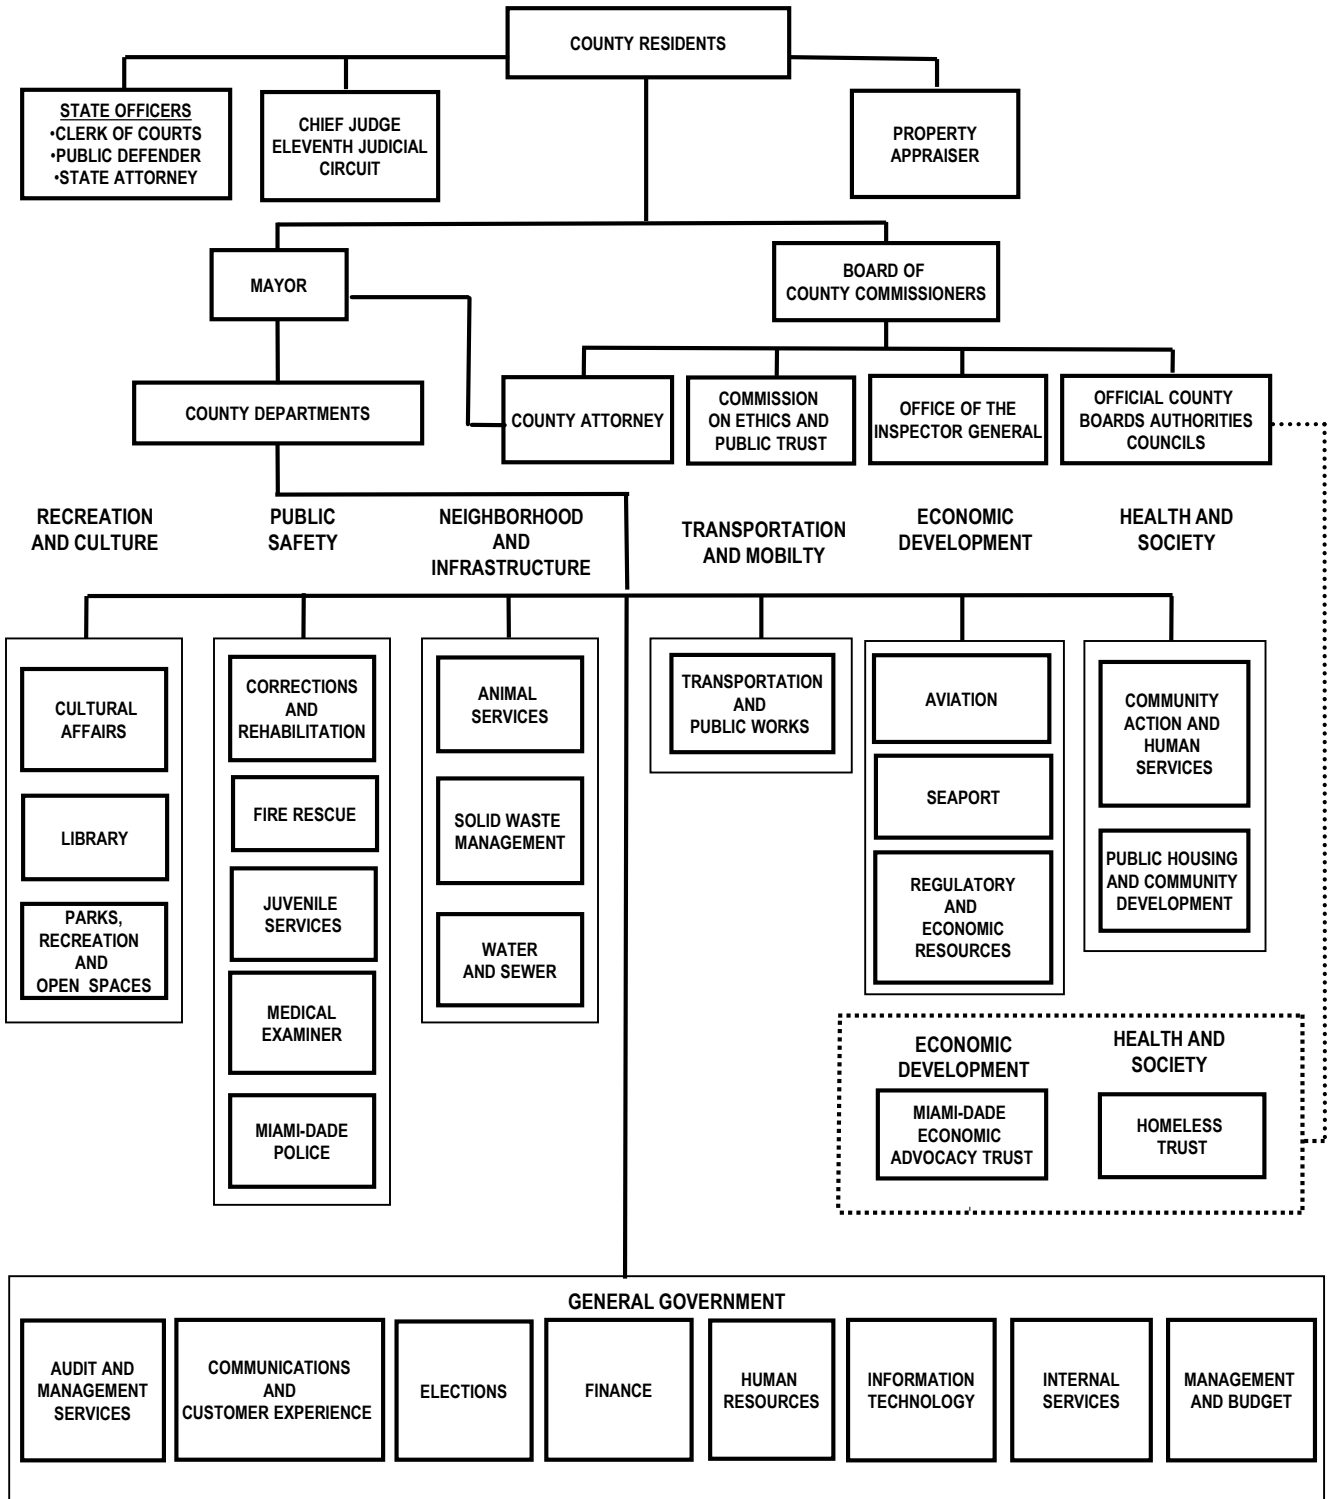 COUNTY RESIDENTS
STATE OFFICERS
•CLERK OF COURTS
•PUBLIC DEFENDER
•STATE ATTORNEY
CHIEF JUDGE
ELEVENTH JUDICIAL
CIRCUIT
PROPERTY
APPRAISER
MAYOR
BOARD OF
COUNTY COMMISSIONERS
COUNTY DEPARTMENTS
COUNTY ATTORNEY
COMMISSION
ON ETHICS AND
PUBLIC TRUST
OFFICE OF THE
INSPECTOR GENERAL
OFFICIAL COUNTY
BOARDS AUTHORITIES
COUNCILS
RECREATION
AND CULTURE
PUBLIC
SAFETY
NEIGHBORHOOD
AND
INFRASTRUCTURE
TRANSPORTATION
AND MOBILTY
ECONOMIC
DEVELOPMENT
HEALTH AND
SOCIETY
CULTURAL
AFFAIRS
LIBRARY
PARKS,
RECREATION
AND
OPEN SPACES
CORRECTIONS
AND
REHABILITATION
FIRE RESCUE
JUVENILE
SERVICES
MEDICAL
EXAMINER
MIAMI-DADE
POLICE
ANIMAL
SERVICES
SOLID WASTE
MANAGEMENT
WATER
AND SEWER
TRANSPORTATION
AND
PUBLIC WORKS
AVIATION
SEAPORT
REGULATORY
AND
ECONOMIC
RESOURCES
COMMUNITY
ACTION AND
HUMAN
SERVICES
PUBLIC HOUSING
AND COMMUNITY
DEVELOPMENT
ECONOMIC
DEVELOPMENT
MIAMI-DADE
ECONOMIC
ADVOCACY TRUST
HEALTH AND
SOCIETY
HOMELESS
TRUST
GENERAL GOVERNMENT
AUDIT AND
MANAGEMENT
SERVICES
COMMUNICATIONS
AND
CUSTOMER EXPERIENCE
ELECTIONS
FINANCE
HUMAN
RESOURCES
INFORMATION
TECHNOLOGY
INTERNAL
SERVICES
MANAGEMENT
AND BUDGET